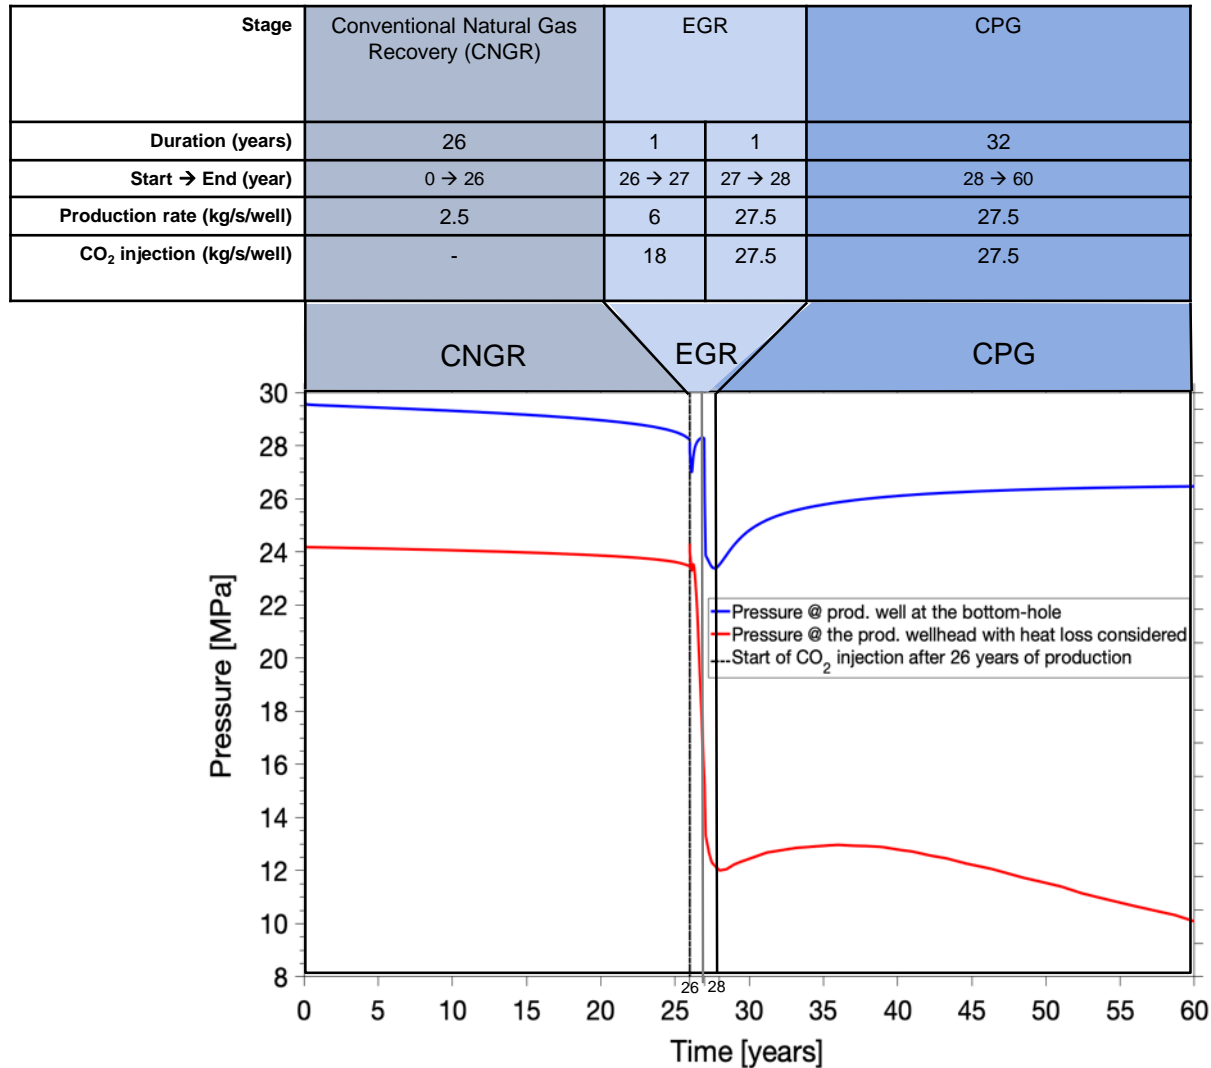 Stage
Conventional Natural Gas
Recovery (CNGR)
EGR
CPG
Duration (years) 26 1 1 32
Start → End (year) 0 → 26 26 → 27 27 → 28 28 → 60
Production rate (kg/s/well) 2.5 6 27.5 27.5
CO₂ injection (kg/s/well) - 18 27.5 27.5
CNGR EGR CPG
30
28
26
24
22
20
18
16
14
12
10
8
Pressure [MPa]
Pressure @ prod. well at the bottom-hole
Pressure @ the prod. wellhead with heat loss considered
Start of CO₂ injection after 26 years of production
26 28
0 5 10 15 20 25 30 35 40 45 50 55 60
Time [years]